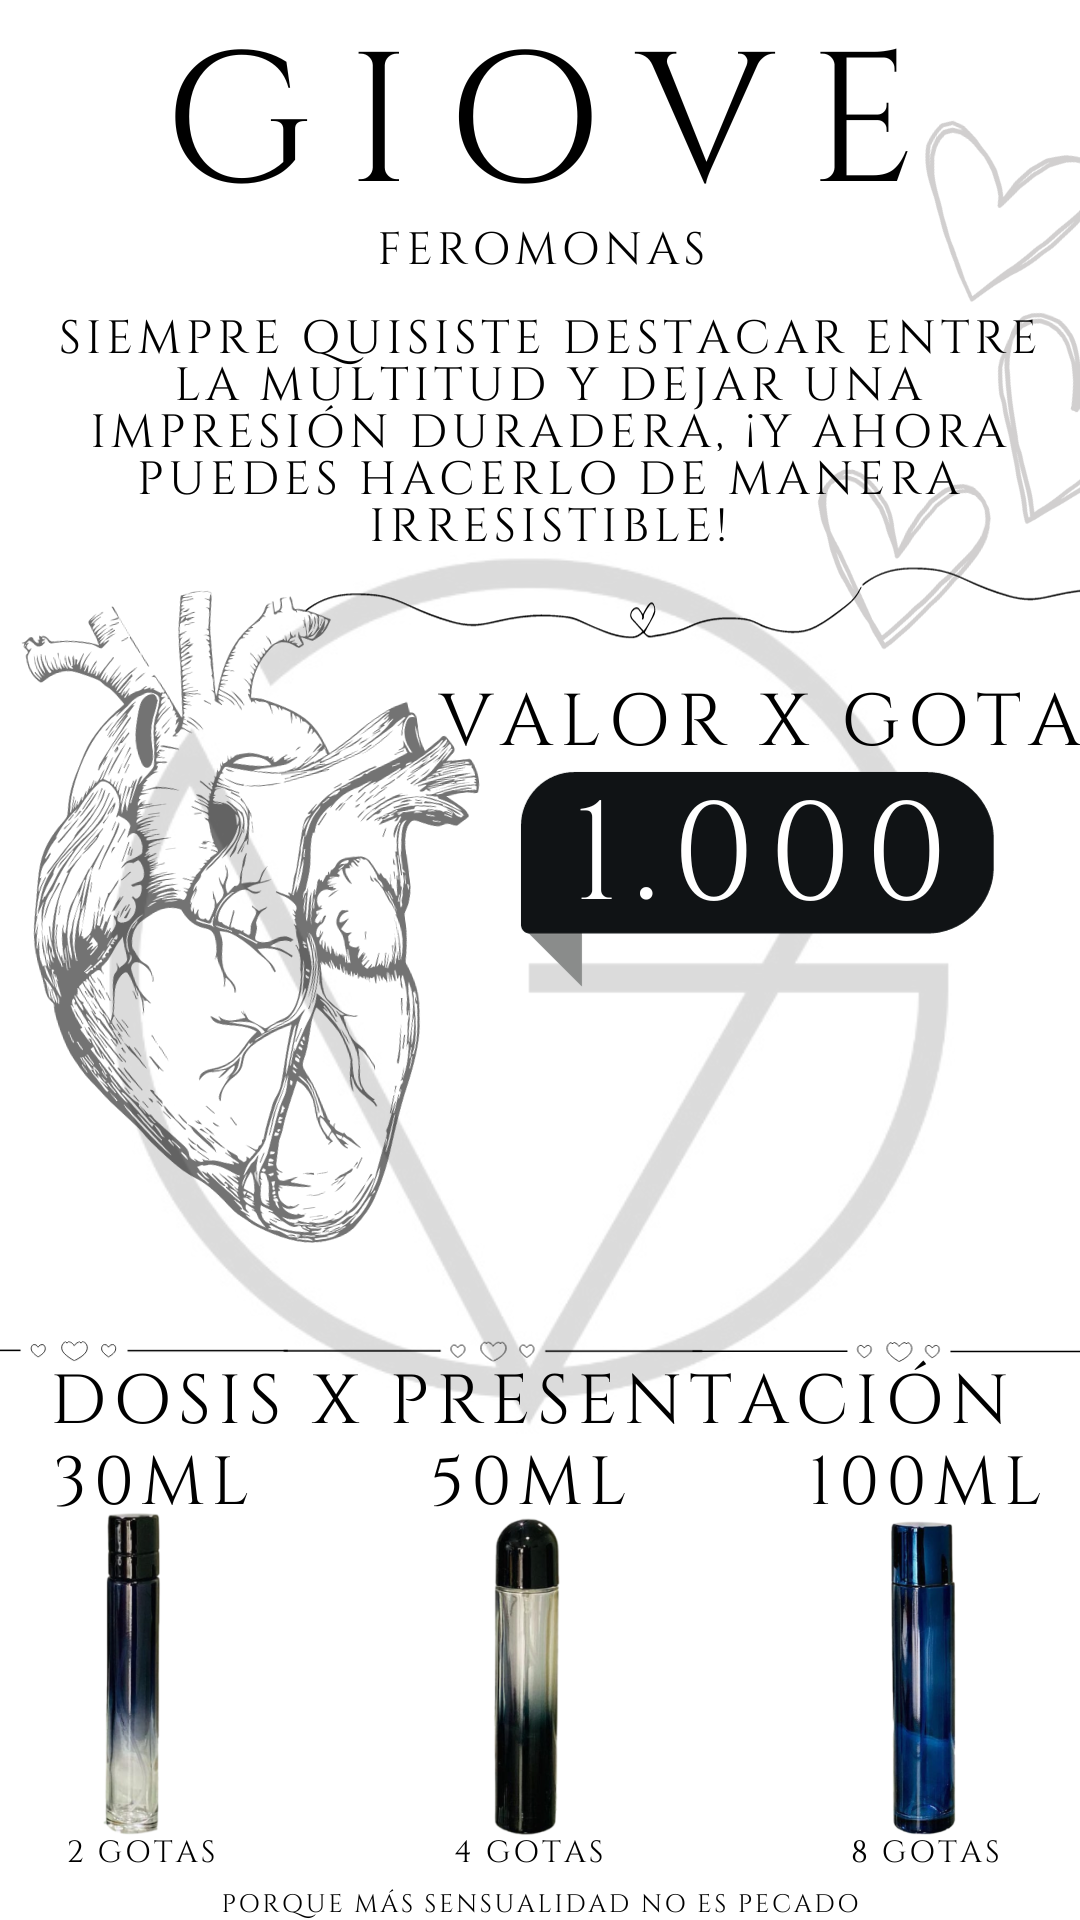 GIOVE
FEROMONAS
SIEMPRE QUISISTE DESTACAR ENTRE
LA MULTITUD Y DEJAR UNA
IMPRESIÓN DURADERA, ¡Y AHORA
PUEDES HACERLO DE MANERA
IRRESISTIBLE!
VALOR X GOTA
1.000
DOSIS X PRESENTACIÓN
30ML 50ML 100ML
2 GOTAS 4 GOTAS 8 GOTAS
PORQUE MÁS SENSUALIDAD NO ES PECADO